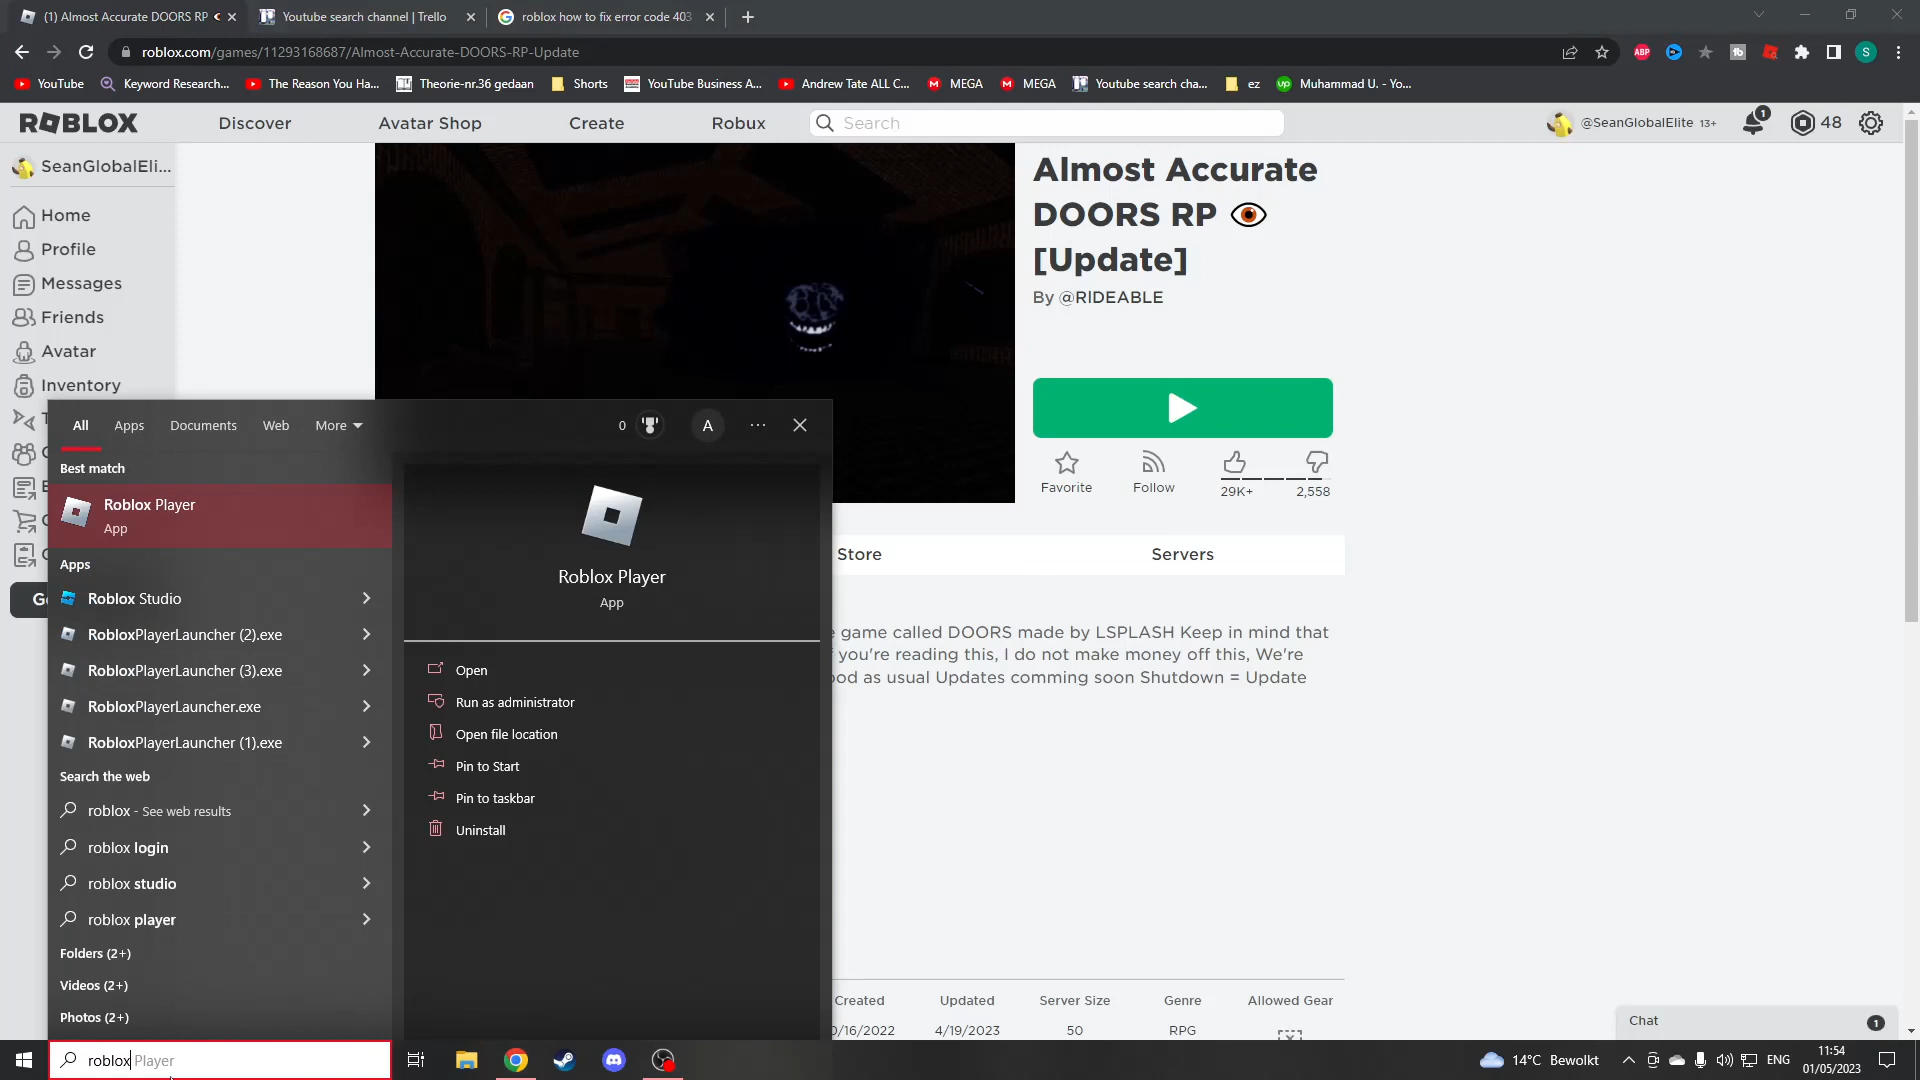 (1) Almost Accurate DOORS RP
Youtube search channel | Trello
roblox how to fix error code 403
roblox.com/games/11293168687/Almost-Accurate-DOORS-RP-Update
ABP
S
YouTube
Keyword Research...
The Reason You Ha...
Theorie-nr.36 gedaan
Shorts
YouTube Business A...
Andrew Tate ALL C...
MEGA
MEGA
Youtube search cha...
ez
Muhammad U. - Yo...
ROBLOX
Discover
Avatar Shop
Create
Robux
Search
@SeanGlobalElite 13+
1
48
SeanGlobalEli...
Home
Profile
Messages
Friends
Avatar
Inventory
Almost Accurate
DOORS RP
[Update]
By @RIDEABLE
Favorite
Follow
29K+
2,558
Store
Servers
game called DOORS made by LSPLASH Keep in mind that
you're reading this, I do not make money off this, We're
ood as usual Updates comming soon Shutdown = Update
Created
Updated
Server Size
Genre
Allowed Gear
0/16/2022
4/19/2023
50
RPG
Chat
1
All
Apps
Documents
Web
More
0
A
Best match
Roblox Player
App
Apps
Roblox Studio
RobloxPlayerLauncher (2).exe
RobloxPlayerLauncher (3).exe
RobloxPlayerLauncher.exe
RobloxPlayerLauncher (1).exe
Search the web
roblox - See web results
roblox login
roblox studio
roblox player
Folders (2+)
Videos (2+)
Photos (2+)
Roblox Player
App
Open
Run as administrator
Open file location
Pin to Start
Pin to taskbar
Uninstall
roblox Player
14°C Bewolkt
ENG
11:54
01/05/2023